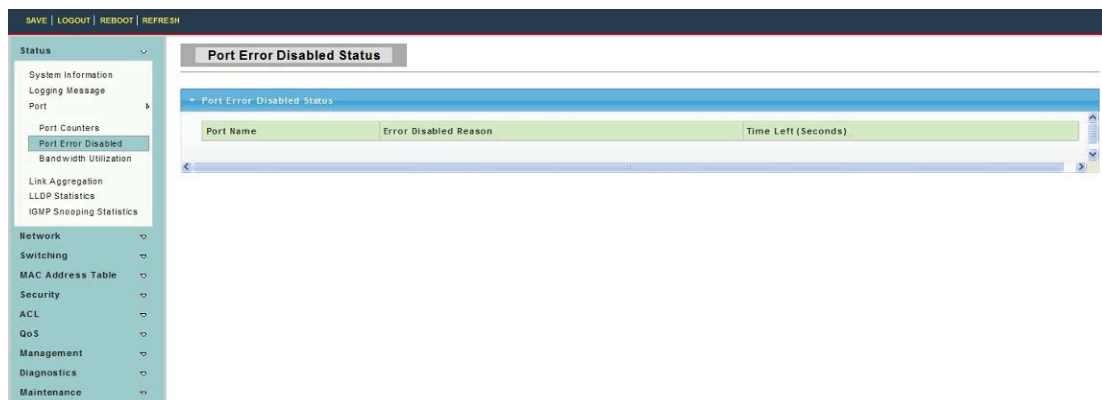 SAVE | LOGOUT | REBOOT | REFRESH
Status
System Information
Logging Message
Port
Port Counters
Port Error Disabled
Bandwidth Utilization
Link Aggregation
LLDP Statistics
IGMP Snooping Statistics
Network
Switching
MAC Address Table
Security
ACL
QoS
Management
Diagnostics
Maintenance
Port Error Disabled Status
Port Error Disabled Status
Port Name Error Disabled Reason Time Left (Seconds)